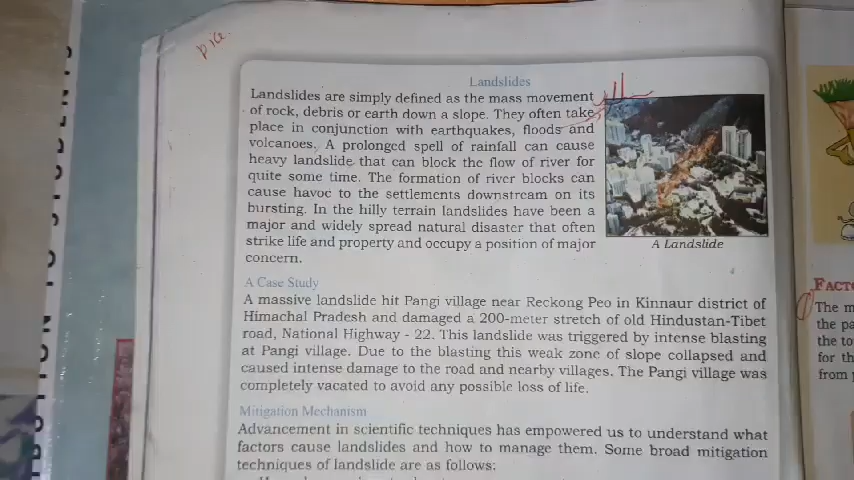 Landslides
Landslides are simply defined as the mass movement
of rock, debris or earth down a slope. They often take
place in conjunction with earthquakes, floods and
volcanoes. A prolonged spell of rainfall can cause
heavy landslide that can block the flow of river for
quite some time. The formation of river blocks can
cause havoc to the settlements downstream on its
bursting. In the hilly terrain landslides have been a
major and widely spread natural disaster that often
strike life and property and occupy a position of major
concern.
A Landslide
A Case Study
A massive landslide hit Pangi village near Reckong Peo in Kinnaur district of
Himachal Pradesh and damaged a 200-meter stretch of old Hindustan-Tibet
road, National Highway - 22. This landslide was triggered by intense blasting
at Pangi village. Due to the blasting this weak zone of slope collapsed and
caused intense damage to the road and nearby villages. The Pangi village was
completely vacated to avoid any possible loss of life.
Mitigation Mechanism
Advancement in scientific techniques has empowered us to understand what
factors cause landslides and how to manage them. Some broad mitigation
techniques of landslide are as follows:
FACTO
The m
the pa
the to
for th
from p
BUTION TO STUDENTS